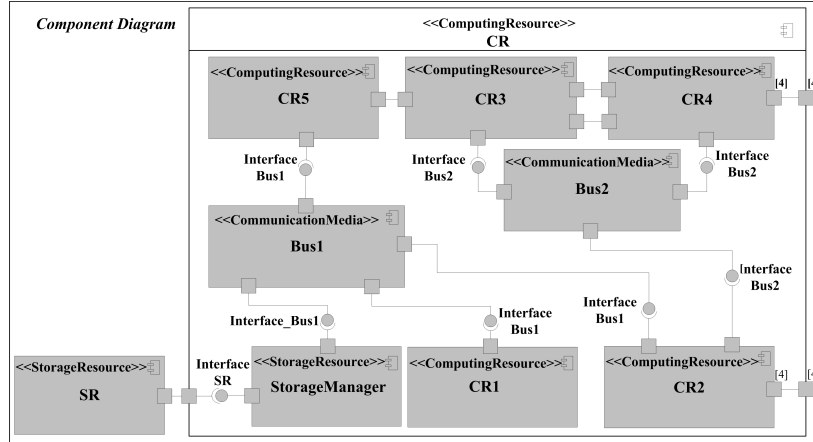 Component Diagram
<<ComputingResource>>
CR
<<ComputingResource>>
CR5
<<ComputingResource>>
CR3
<<ComputingResource>>
CR4
[4]
[4
Interface
Bus1
Interface
Bus2
<<CommunicationMedia>>
Bus2
Interface
Bus2
<<CommunicationMedia>>
Bus1
Interface
Bus2
Interface_Bus1
Interface
Bus1
Interface
Bus1
<<StorageResource>>
SR
Interface
SR
<<StorageResource>>
StorageManager
<<ComputingResource>>
CR1
<<ComputingResource>>
CR2
[4]
[4